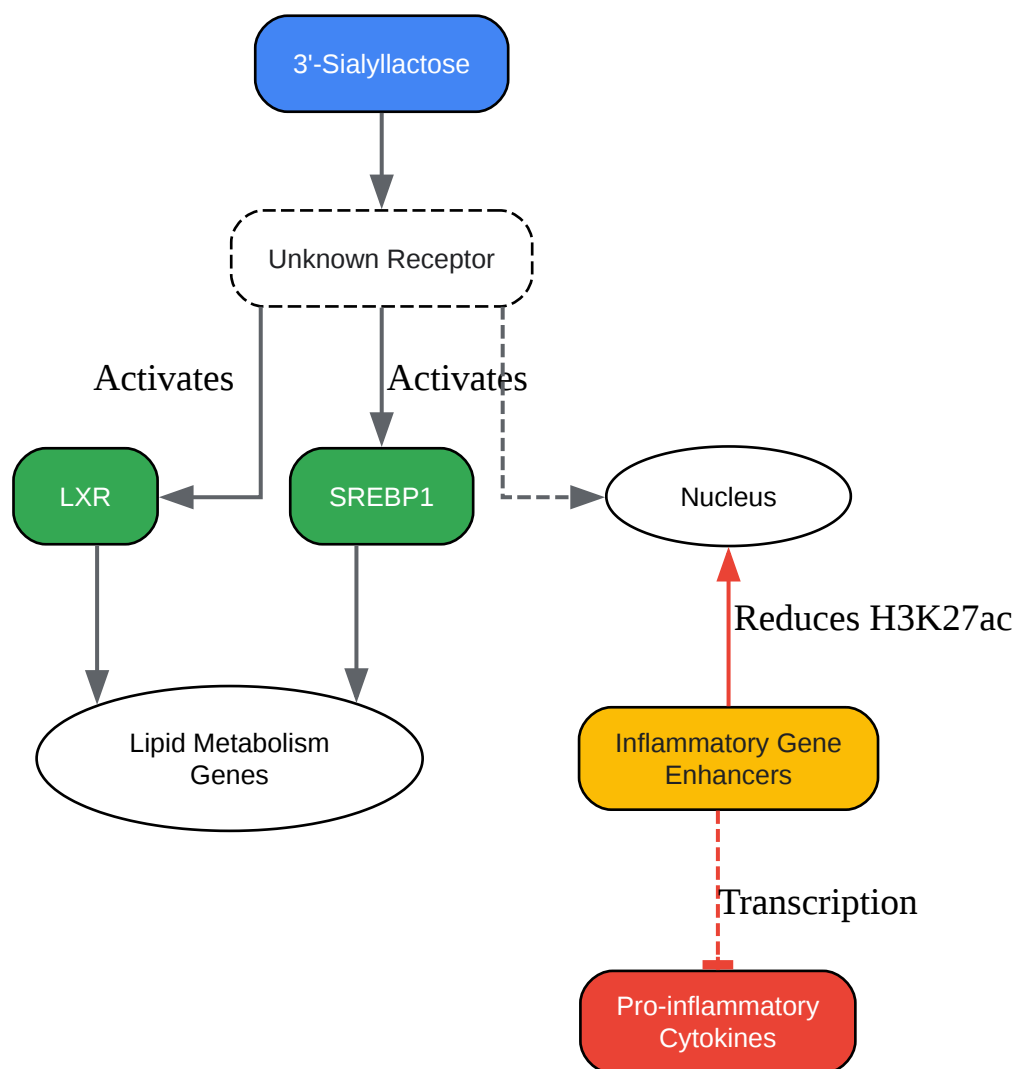 3'-Sialyllactose
Unknown Receptor
Activates
Activates
LXR
SREBP1
Nucleus
Reduces H3K27ac
Lipid Metabolism
Genes
Inflammatory Gene
Enhancers
Transcription
Pro-inflammatory
Cytokines